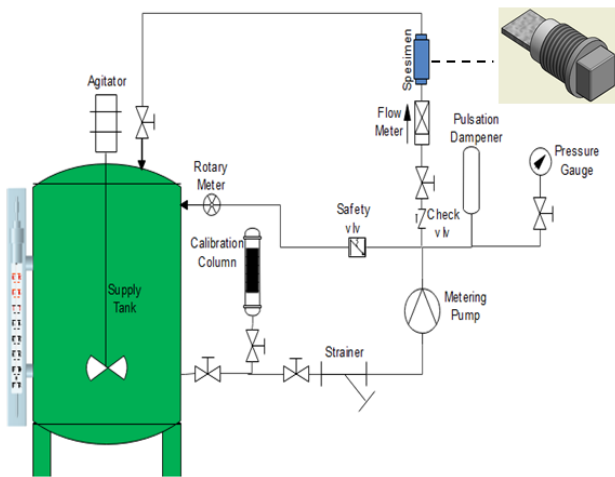 Agitator
Spesimen
Flow
Meter
Pulsation
Dampener
Pressure
Gauge
Rotary
Meter
Safety
vlv
Check
vlv
Calibration
Column
Supply
Tank
Metering
Pump
Strainer